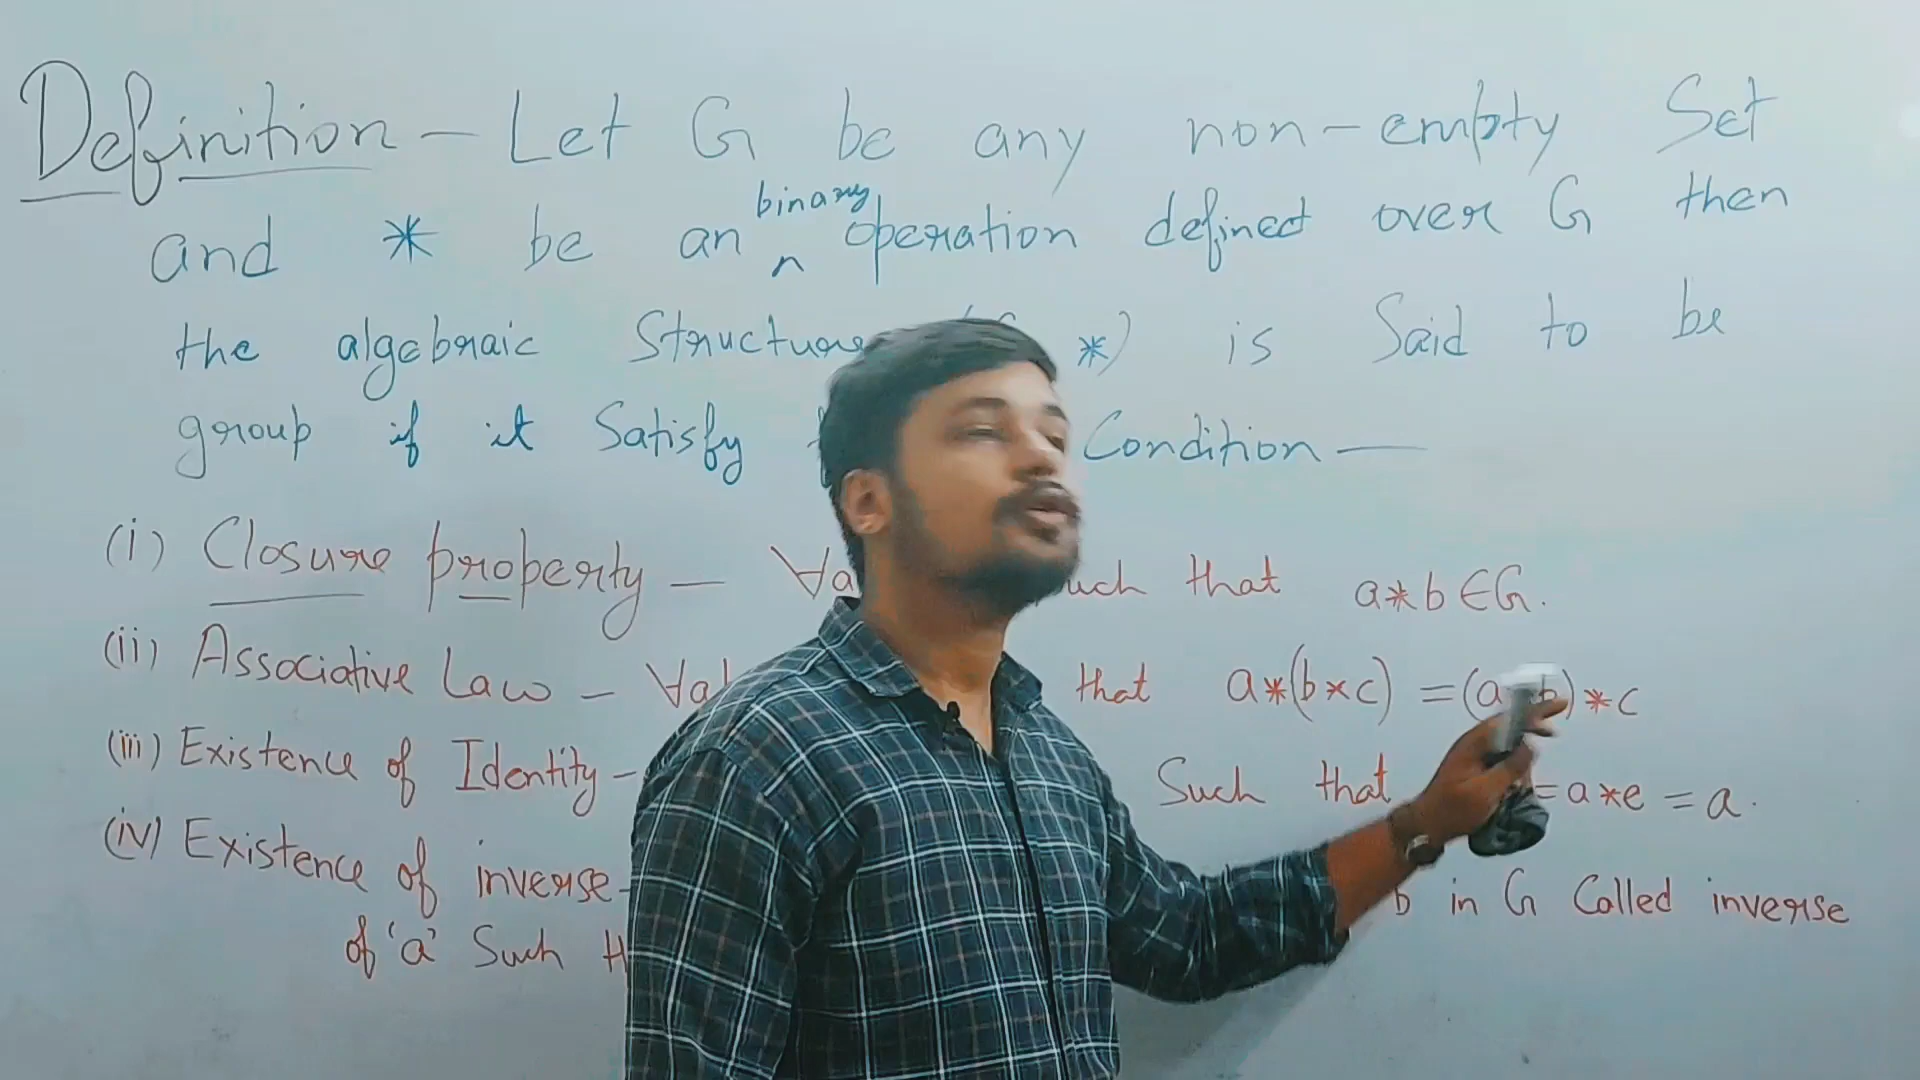 Definition - Let G be any non-empty Set
and * be an binary operation defined over G then
the algebraic Structure *) is Said to be
group if it Satisfy Condition -
(i) Closure property - ∀a such that a*b∈G.
(ii) Associative Law - ∀a that a*(b*c) = (a*b)*c
(iii) Existence of Identity - Such that = a*e = a.
(iv) Existence of inverse - b in G Called inverse
of 'a' Such